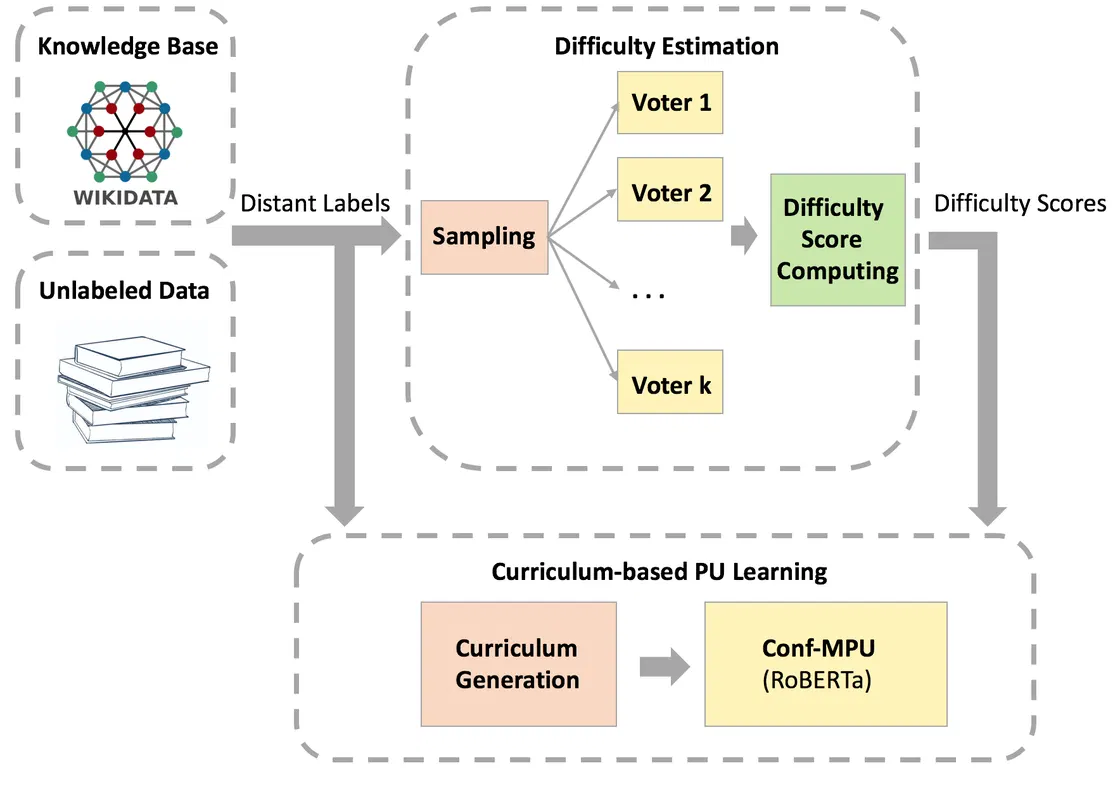 Knowledge Base
WIKIDATA
Unlabeled Data
Distant Labels
Difficulty Estimation
Sampling
Voter 1
Voter 2
. . .
Voter k
Difficulty
Score
Computing
Difficulty Scores
Curriculum-based PU Learning
Curriculum
Generation
Conf-MPU
(RoBERTa)